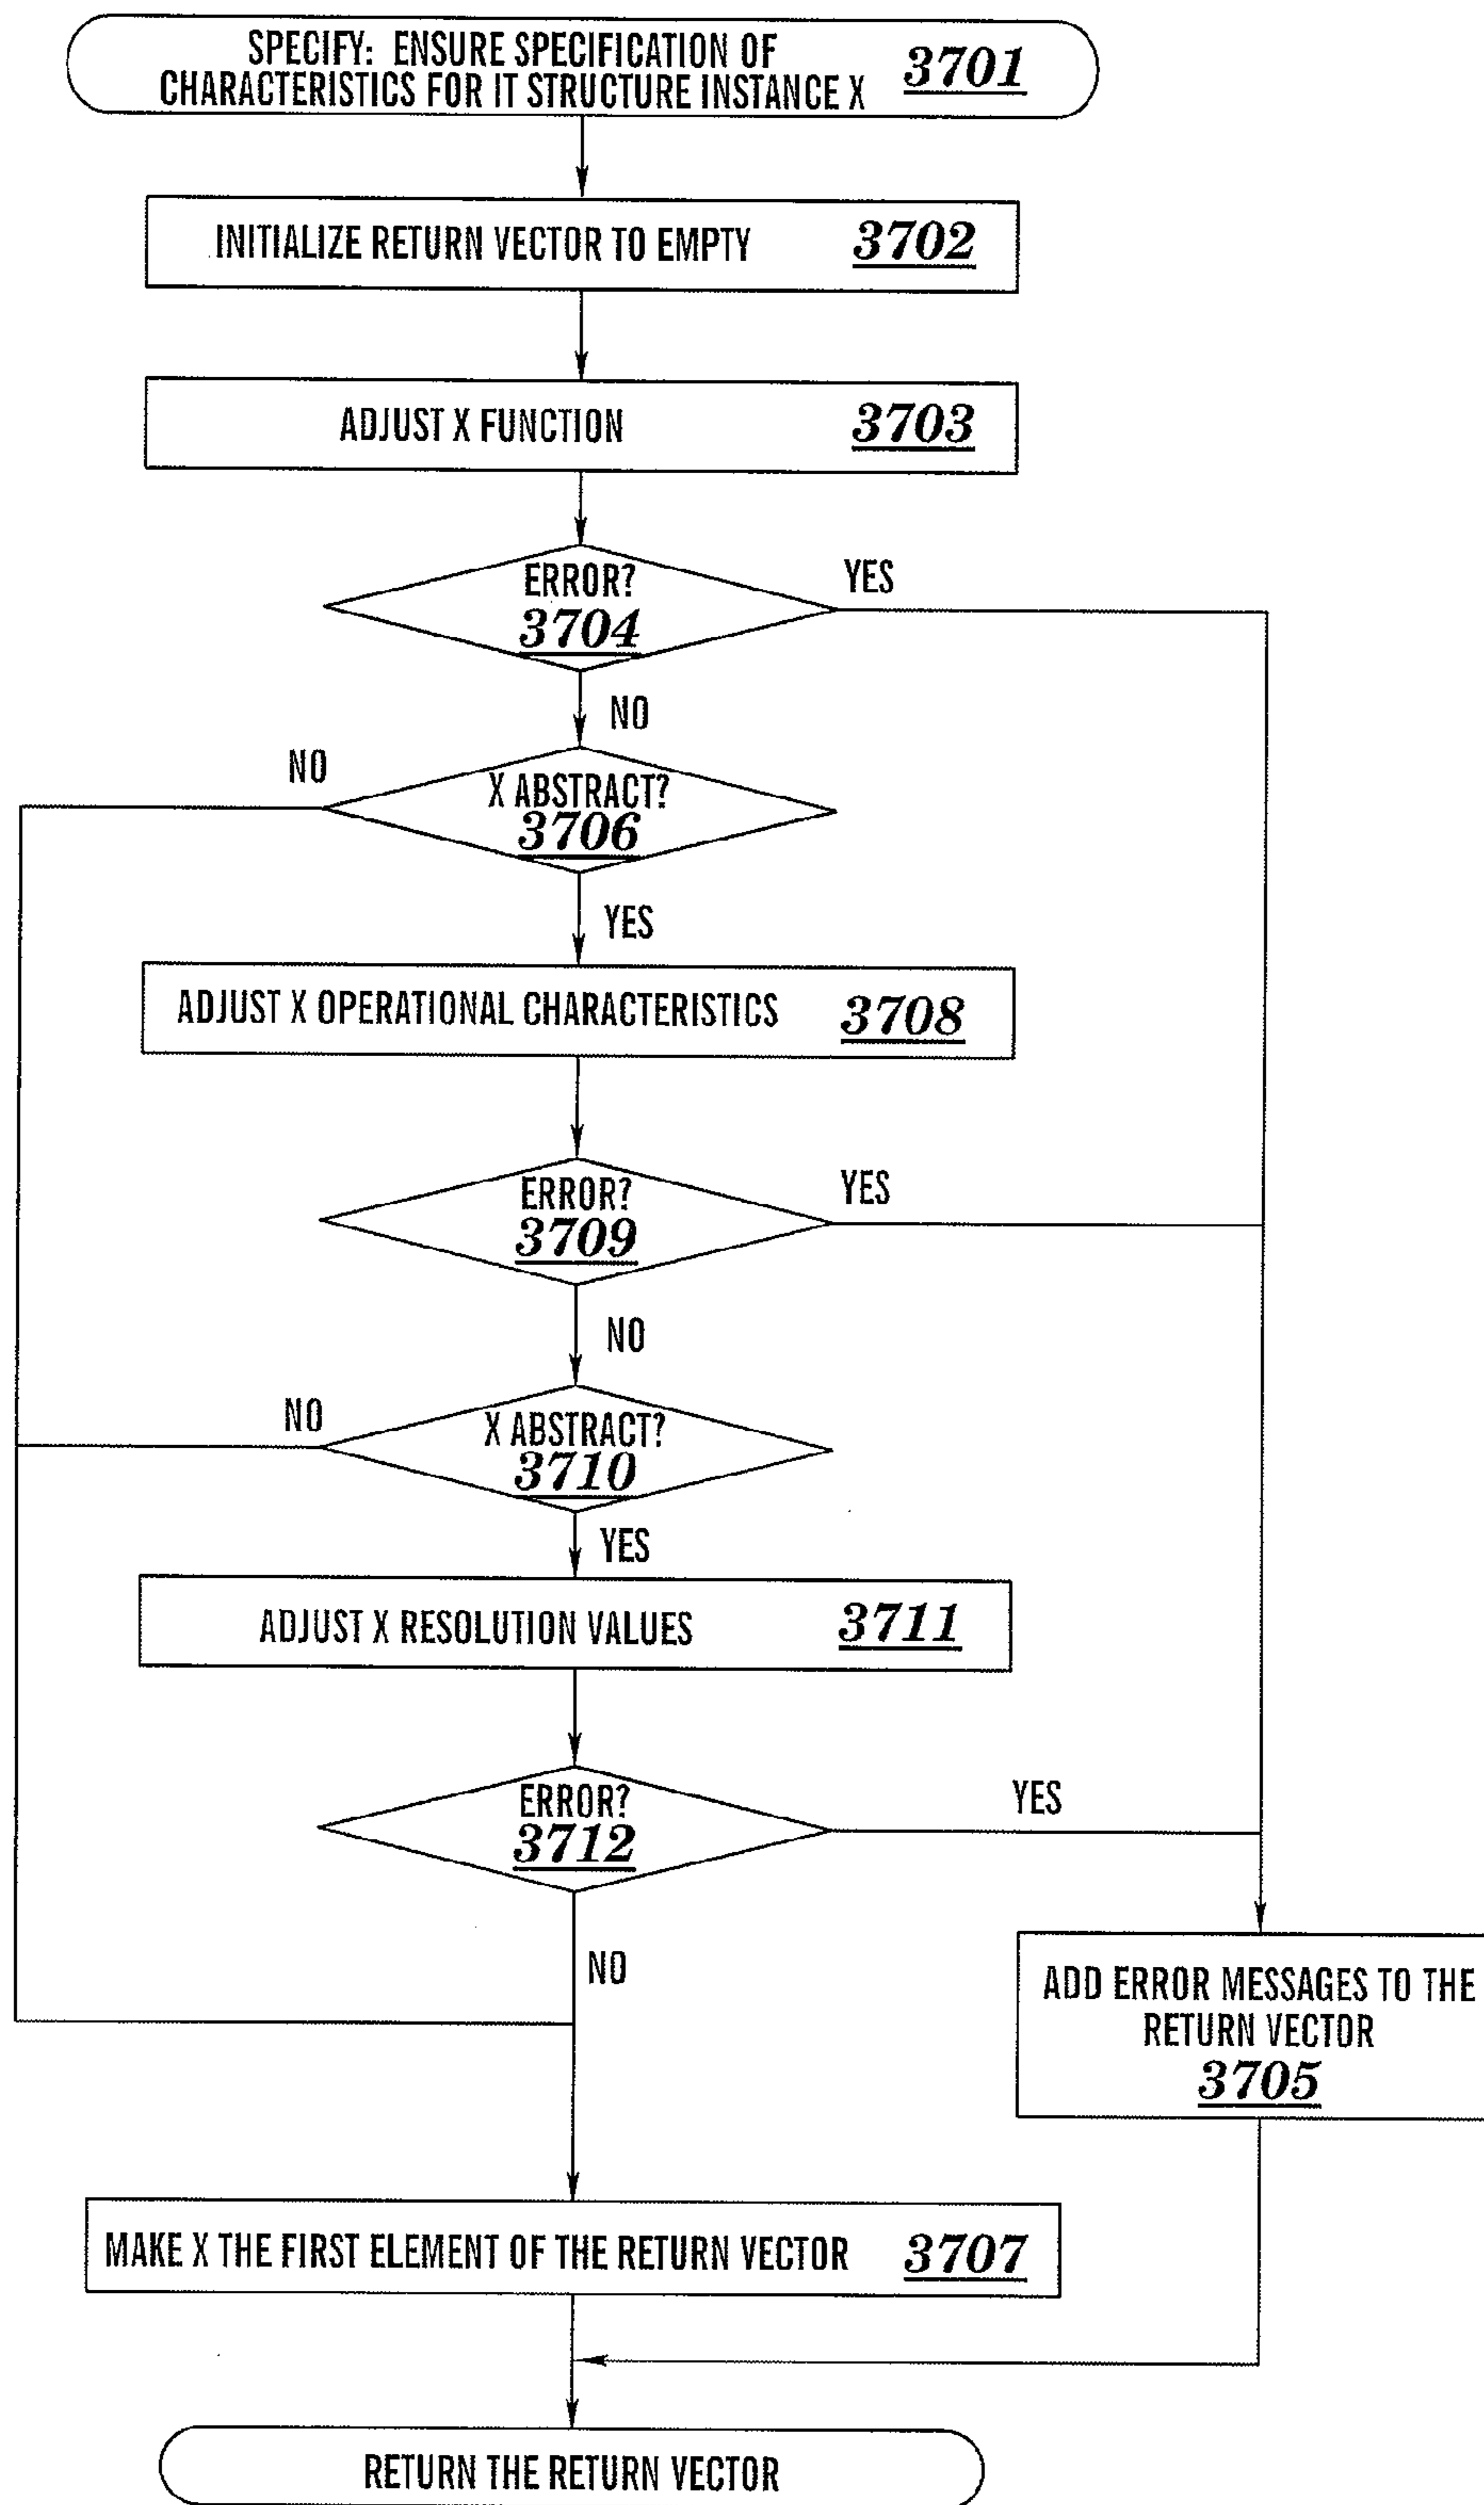 SPECIFY: ENSURE SPECIFICATION OF
CHARACTERISTICS FOR IT STRUCTURE INSTANCE X 3701
INITIALIZE RETURN VECTOR TO EMPTY 3702
ADJUST X FUNCTION 3703
ERROR?
3704
YES
NO
NO
X ABSTRACT?
3706
YES
ADJUST X OPERATIONAL CHARACTERISTICS 3708
ERROR?
3709
YES
NO
NO
X ABSTRACT?
3710
YES
ADJUST X RESOLUTION VALUES 3711
ERROR?
3712
YES
NO
ADD ERROR MESSAGES TO THE
RETURN VECTOR
3705
MAKE X THE FIRST ELEMENT OF THE RETURN VECTOR 3707
RETURN THE RETURN VECTOR